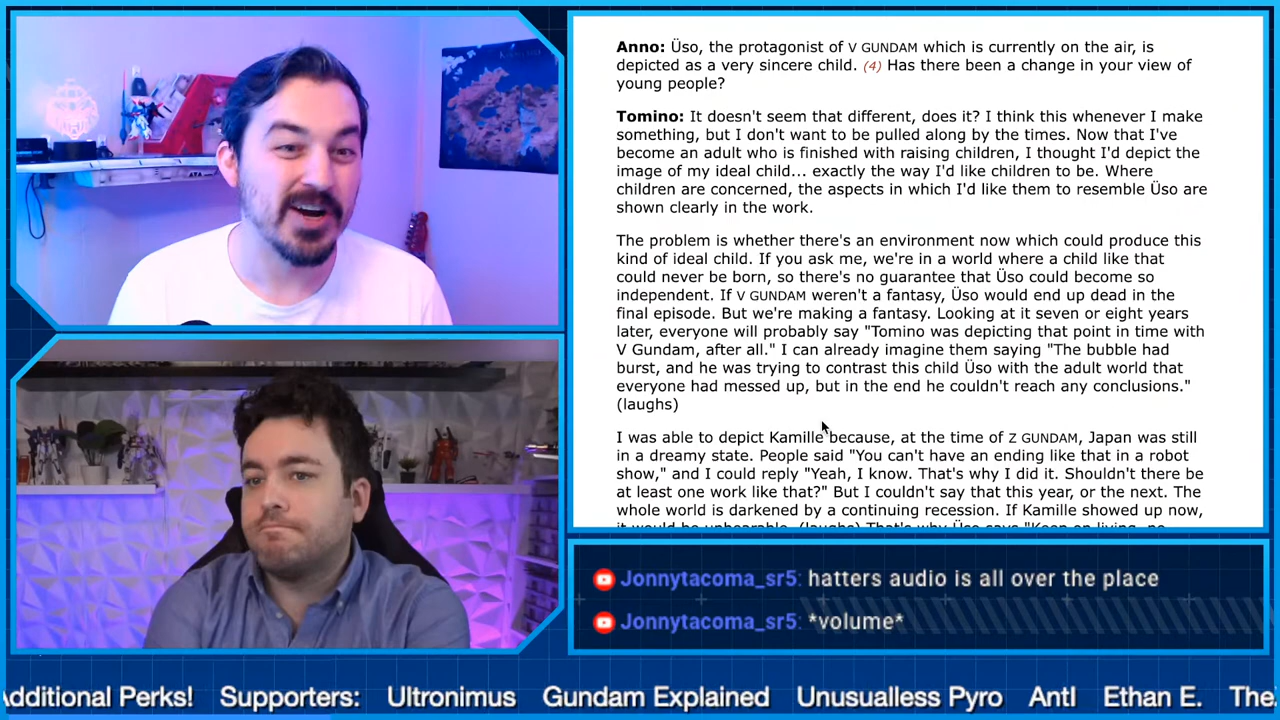 Anno: Üso, the protagonist of V GUNDAM which is currently on the air, is
depicted as a very sincere child. (4) Has there been a change in your view of
young people?
Tomino: It doesn't seem that different, does it? I think this whenever I make
something, but I don't want to be pulled along by the times. Now that I've
become an adult who is finished with raising children, I thought I'd depict the
image of my ideal child... exactly the way I'd like children to be. Where
children are concerned, the aspects in which I'd like them to resemble Üso are
shown clearly in the work.
The problem is whether there's an environment now which could produce this
kind of ideal child. If you ask me, we're in a world where a child like that
could never be born, so there's no guarantee that Üso could become so
independent. If V GUNDAM weren't a fantasy, Üso would end up dead in the
final episode. But we're making a fantasy. Looking at it seven or eight years
later, everyone will probably say "Tomino was depicting that point in time with
V Gundam, after all." I can already imagine them saying "The bubble had
burst, and he was trying to contrast this child Üso with the adult world that
everyone had messed up, but in the end he couldn't reach any conclusions."
(laughs)
I was able to depict Kamille because, at the time of Z GUNDAM, Japan was still
in a dreamy state. People said "You can't have an ending like that in a robot
show," and I could reply "Yeah, I know. That's why I did it. Shouldn't there be
at least one work like that?" But I couldn't say that this year, or the next. The
whole world is darkened by a continuing recession. If Kamille showed up now,
it would be unbearable. (laughs) That's why Üso says "Keep on living, no
Jonnytacoma_sr5: hatters audio is all over the place
Jonnytacoma_sr5: *volume*
Additional Perks! Supporters: Ultronimus Gundam Explained Unusualless Pyro Antl Ethan E. The